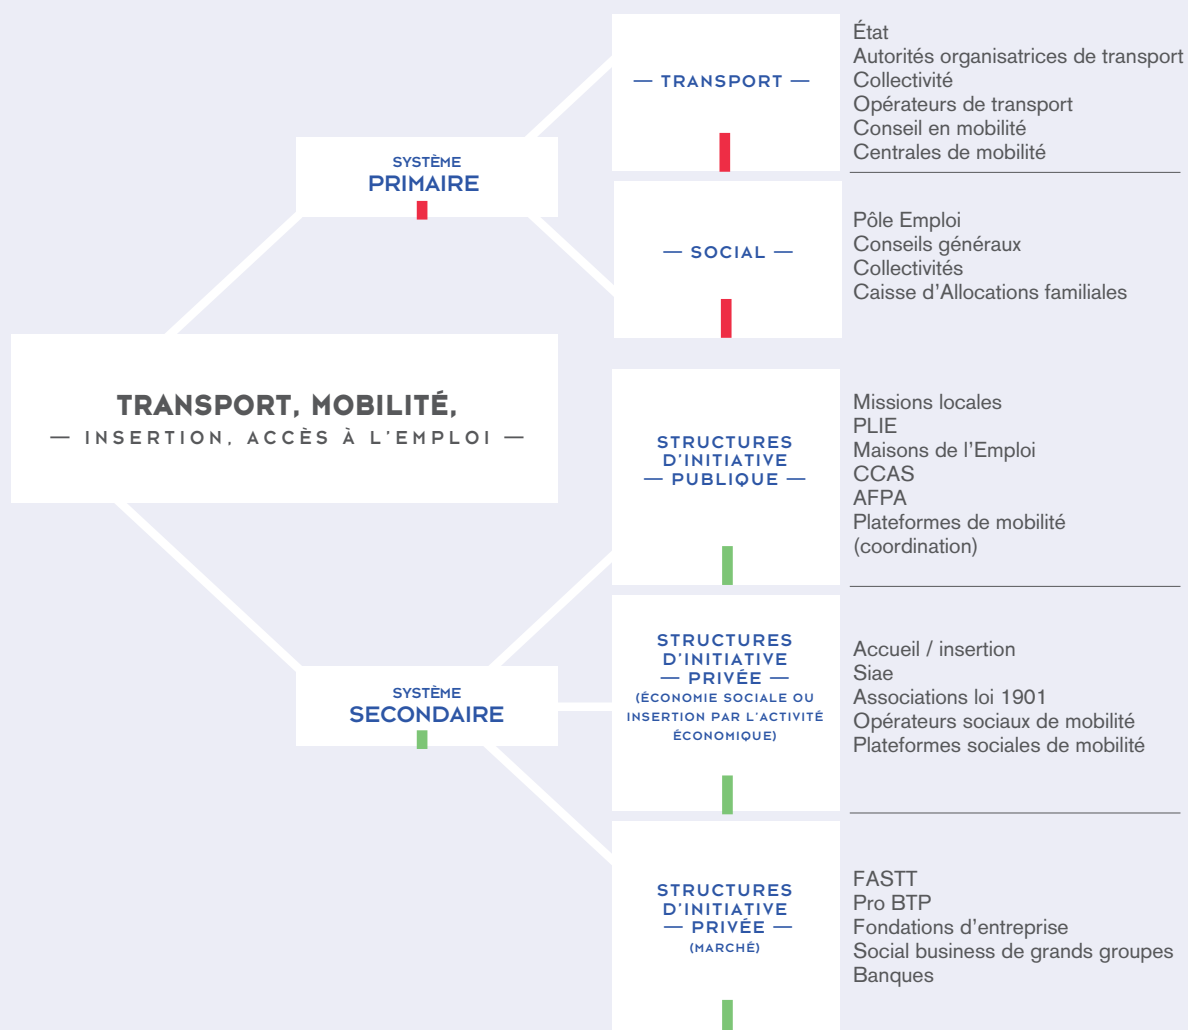 — TRANSPORT —
État
Autorités organisatrices de transport
Collectivité
Opérateurs de transport
Conseil en mobilité
Centrales de mobilité
SYSTÈME
PRIMAIRE
— SOCIAL —
Pôle Emploi
Conseils généraux
Collectivités
Caisse d’Allocations familiales
TRANSPORT, MOBILITÉ,
— INSERTION, ACCÈS À L’EMPLOI —
STRUCTURES
D’INITIATIVE
— PUBLIQUE —
Missions locales
PLIE
Maisons de l’Emploi
CCAS
AFPA
Plateformes de mobilité
(coordination)
SYSTÈME
SECONDAIRE
STRUCTURES
D’INITIATIVE
— PRIVÉE —
(ÉCONOMIE SOCIALE OU
INSERTION PAR L’ACTIVITÉ
ÉCONOMIQUE)
Accueil / insertion
Siae
Associations loi 1901
Opérateurs sociaux de mobilité
Plateformes sociales de mobilité
STRUCTURES
D’INITIATIVE
— PRIVÉE —
(MARCHÉ)
FASTT
Pro BTP
Fondations d’entreprise
Social business de grands groupes
Banques